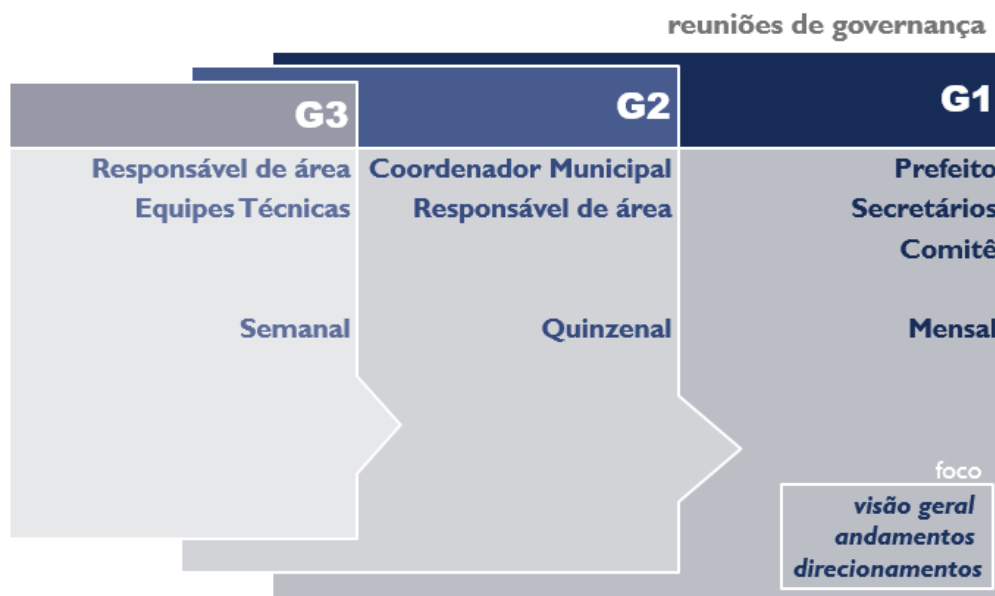 reuniões de governança
G3
Responsável de área
Equipes Técnicas
Semanal
G2
Coordenador Municipal
Responsável de área
Quinzenal
G1
Prefeito
Secretários
Comitê
Mensal
foco
visão geral
andamentos
direcionamentos